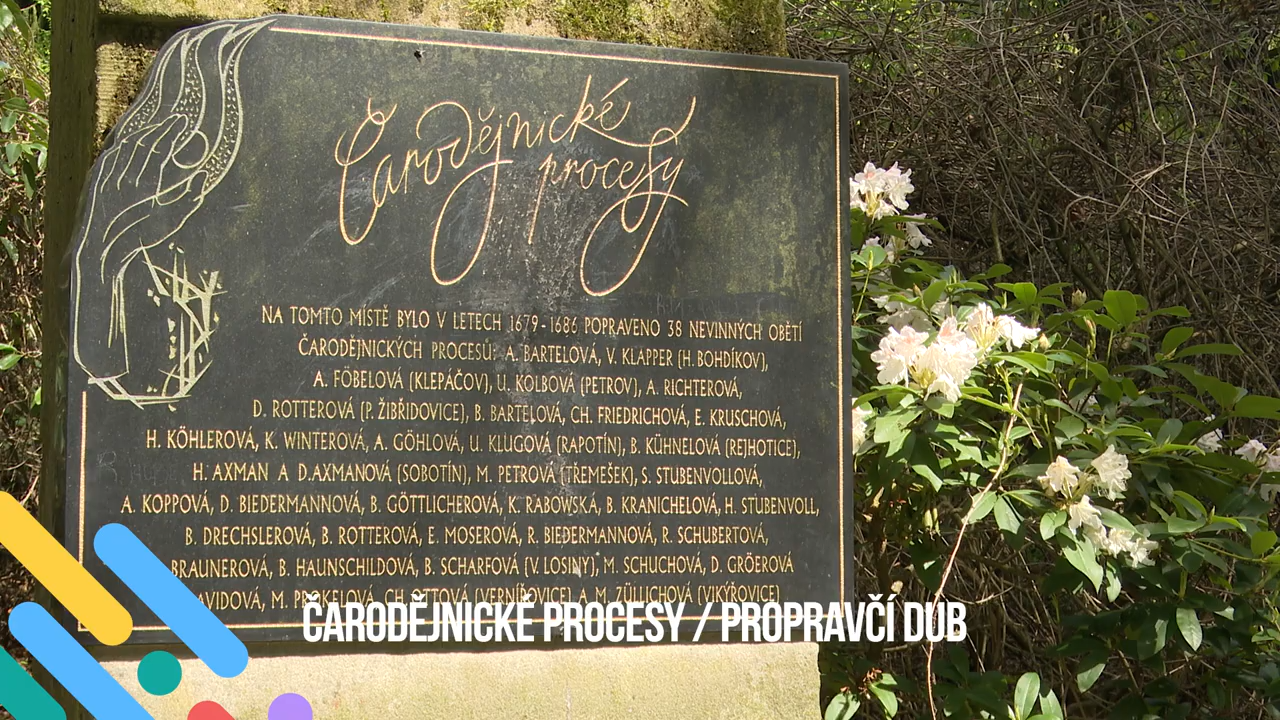 Čarodějnické
procesy
NA TOMTO MÍSTĚ BYLO V LETECH 1679-1686 POPRAVENO 38 NEVINNÝCH OBĚTÍ
ČARODĚJNICKÝCH PROCESŮ: A. BARTELOVÁ, V. KLAPPER (H. BOHDÍKOV),
A. FÖBELOVÁ (KLEPÁČOV), U. KOLBOVÁ (PETROV), A. RICHTEROVÁ,
D. ROTTEROVÁ (P. ŽIBŘIDOVICE), B. BARTELOVÁ, CH. FRIEDRICHOVÁ, E. KRUSCHOVÁ,
H. KÖHLEROVÁ, K. WINTEROVÁ, A. GÖHLOVÁ, U. KLUGOVÁ (RAPOTÍN), B. KÜHNELOVÁ (REJHOTICE),
H. AXMAN A D.AXMANOVÁ (SOBOTÍN), M. PETROVÁ (TŘEMEŠEK), S. STUBENVOLLOVÁ,
A. KOPPOVÁ, D. BIEDERMANNOVÁ, B. GÖTTLICHEROVÁ, K. RABOWSKÁ, B. KRANICHELOVÁ, H. STUBENVOLL,
B. DRECHSLEROVÁ, B. ROTTEROVÁ, E. MOSEROVÁ, R. BIEDERMANNOVÁ, R. SCHUBERTOVÁ,
BRAUNEROVÁ, B. HAUNSCHILDOVÁ, B. SCHARFOVÁ (V. LOSINY), M. SCHUCHOVÁ, D. GRÖEROVÁ
AVIDOVÁ, M. CH. (VERNÍŘOVICE) A M. ZÜLLICHOVÁ (VIKÝŘOVICE)
ČARODĚJNICKÉ PROCESY / PROPRAVČÍ DUB